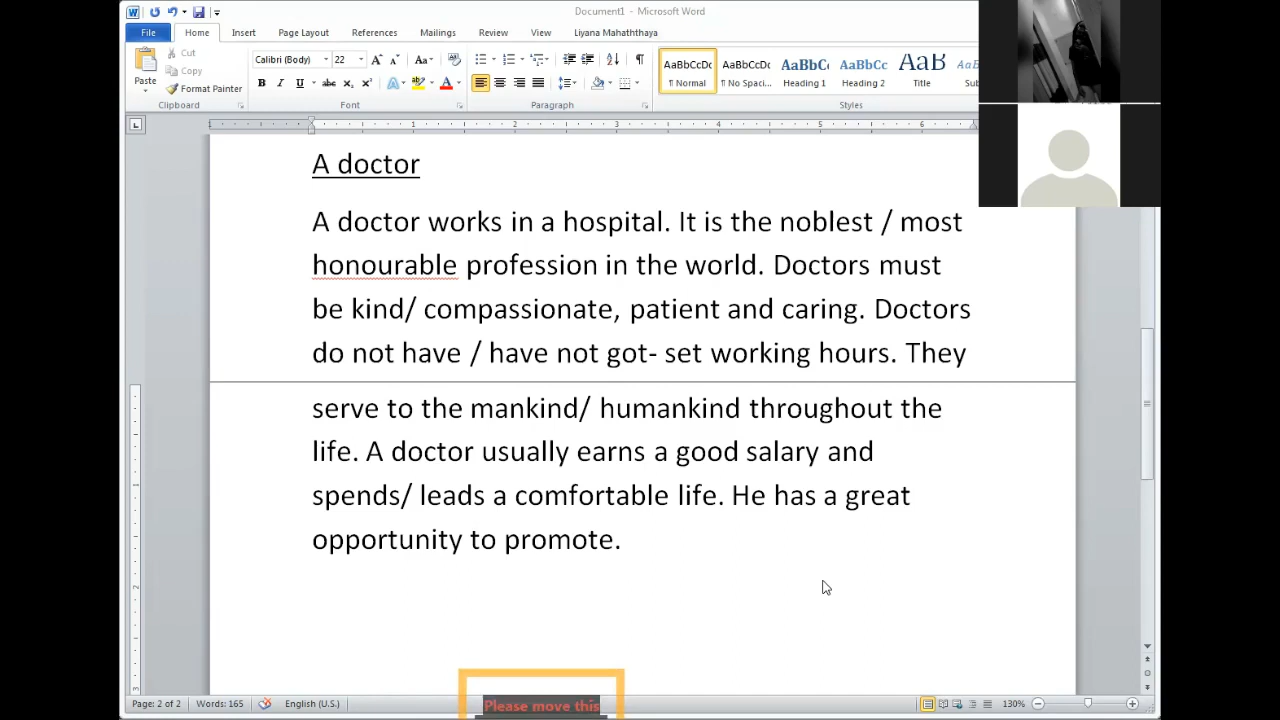 Document1 - Microsoft Word
File Home Insert Page Layout References Mailings Review View Liyana Mahaththaya
Cut
Copy
Format Painter
Paste
Calibri (Body) 22
AaBbCcDc AaBbCcDc AaBbCc AaBbCc AaB
¶ Normal ¶ No Spaci... Heading 1 Heading 2 Title
Clipboard Font Paragraph Styles
A doctor
A doctor works in a hospital. It is the noblest / most
honourable profession in the world. Doctors must
be kind/ compassionate, patient and caring. Doctors
do not have / have not got- set working hours. They
serve to the mankind/ humankind throughout the
life. A doctor usually earns a good salary and
spends/ leads a comfortable life. He has a great
opportunity to promote.
Please move this
Page: 2 of 2 Words: 165 English (U.S.) 130%